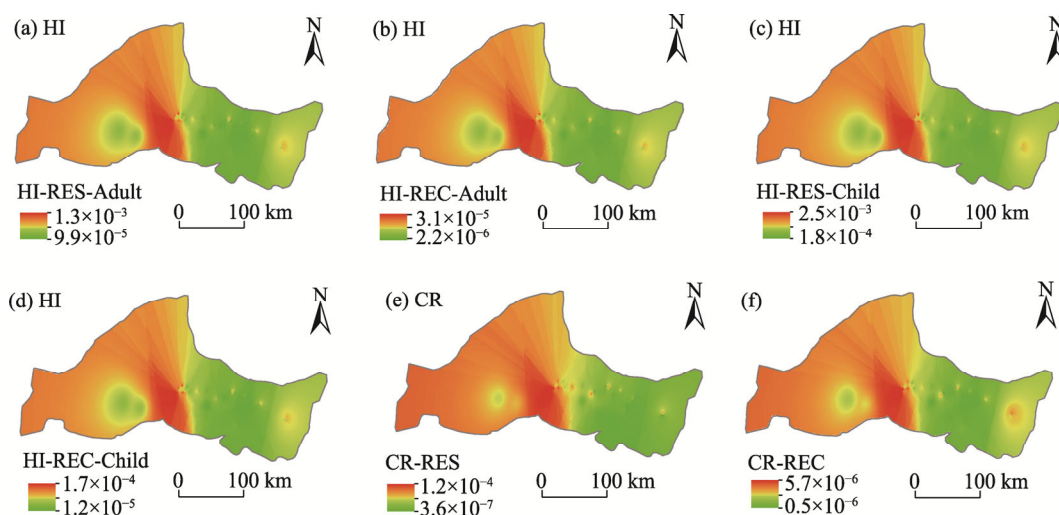 (a) HI
N
HI-RES-Adult
1.3×10⁻³
9.9×10⁻⁵
0 100 km
(b) HI
N
HI-REC-Adult
3.1×10⁻⁵
2.2×10⁻⁶
0 100 km
(c) HI
N
HI-RES-Child
2.5×10⁻³
1.8×10⁻⁴
0 100 km
(d) HI
N
HI-REC-Child
1.7×10⁻⁴
1.2×10⁻⁵
0 100 km
(e) CR
N
CR-RES
1.2×10⁻⁴
3.6×10⁻⁷
0 100 km
(f)
N
CR-REC
5.7×10⁻⁶
0.5×10⁻⁶
0 100 km